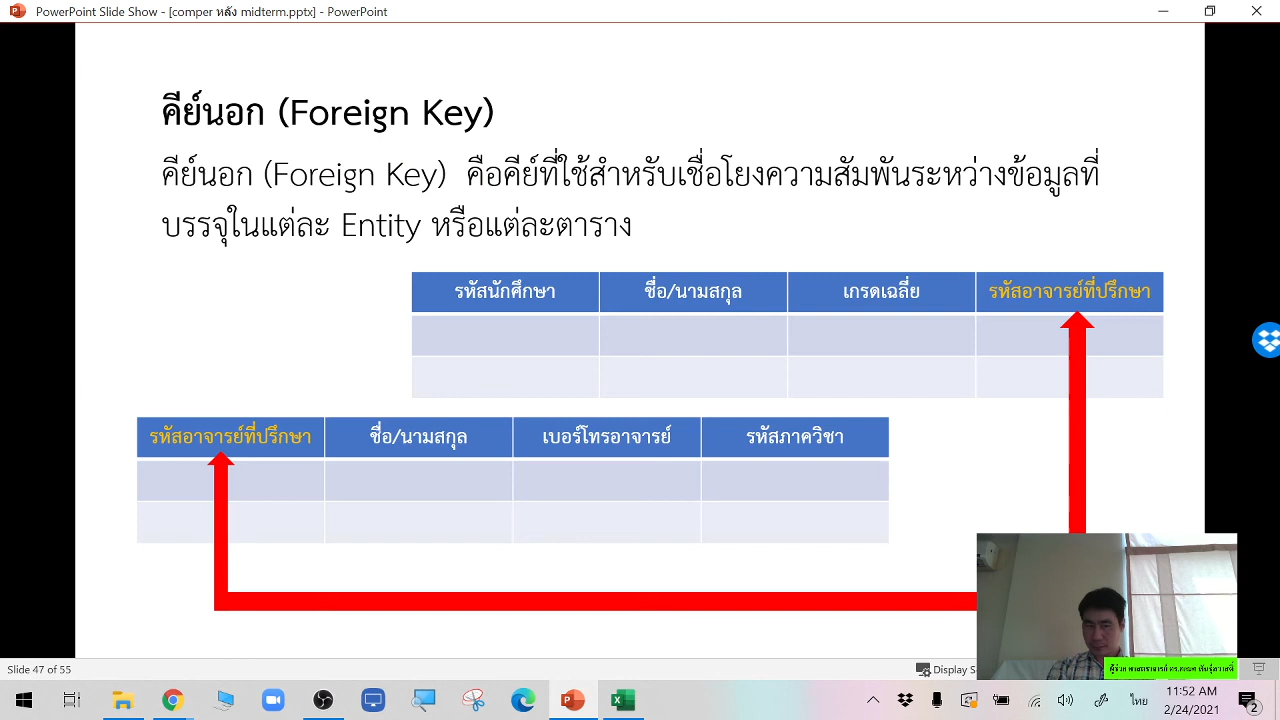 PowerPoint Slide Show - [comper หลัง midterm.pptx] - PowerPoint
คีย์นอก (Foreign Key)
คีย์นอก (Foreign Key) คือคีย์ที่ใช้สำหรับเชื่อโยงความสัมพันระหว่างข้อมูลที่
บรรจุในแต่ละ Entity หรือแต่ละตาราง
รหัสนักศึกษา ชื่อ/นามสกุล เกรดเฉลี่ย รหัสอาจารย์ที่ปรึกษา
รหัสอาจารย์ที่ปรึกษา ชื่อ/นามสกุล เบอร์โทรอาจารย์ รหัสภาควิชา
Slide 47 of 55
Display S
ไทย
11:52 AM
2/24/2021
2